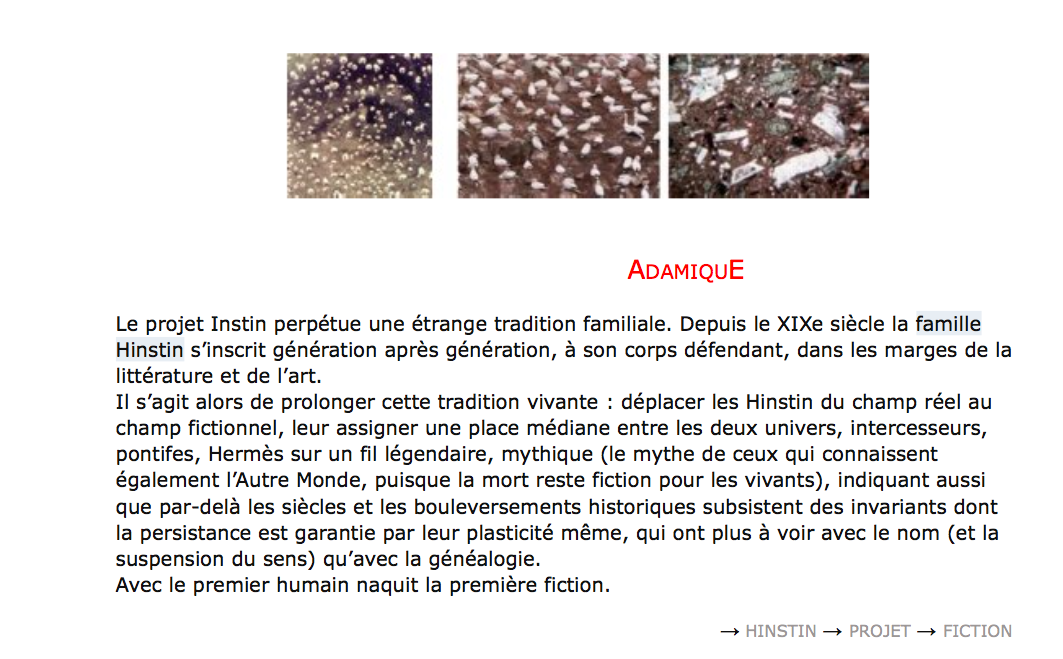 ADAMIQUE
Le projet Instin perpétue une étrange tradition familiale. Depuis le XIXe siècle la famille
Hinstin s’inscrit génération après génération, à son corps défendant, dans les marges de la
littérature et de l’art.
Il s’agit alors de prolonger cette tradition vivante : déplacer les Hinstin du champ réel au
champ fictionnel, leur assigner une place médiane entre les deux univers, intercesseurs,
pontifes, Hermès sur un fil légendaire, mythique (le mythe de ceux qui connaissent
également l’Autre Monde, puisque la mort reste fiction pour les vivants), indiquant aussi
que par-delà les siècles et les bouleversements historiques subsistent des invariants dont
la persistance est garantie par leur plasticité même, qui ont plus à voir avec le nom (et la
suspension du sens) qu’avec la généalogie.
Avec le premier humain naquit la première fiction.
→ HINSTIN → PROJET → FICTION